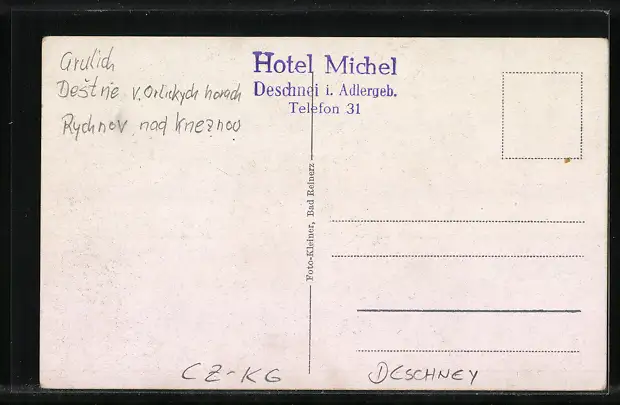 Grulich
Deštné v. Orlických horách
Rychnov nad Kněžnou
Hotel Michel
Deschnei i. Adlergeb.
Telefon 31
Foto-Kleiner, Bad Reinerz
CZ-KG
DESCHNEY